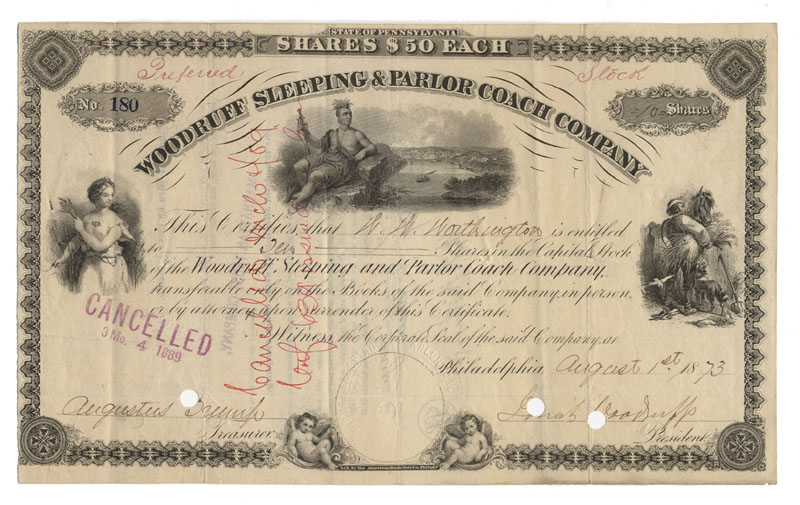 STATE OF PENNSYLVANIA
SHARES $50 EACH
Preferred Stock
No. 180
-10- Shares
WOODRUFF SLEEPING & PARLOR COACH COMPANY
This Certifies, that W. W. Worthington is entitled
to Ten Shares in the Capital Stock
of the Woodruff Sleeping and Parlor Coach Company,
transferable only on the Books of the said Company, in person,
or by attorney, upon surrender of this Certificate.
Witness, the Corporate Seal of the said Company, at
Philadelphia August 1st 1873
CANCELLED
3 Mo. 4 1889
Cancelled
Augustus Trump
Treasurer
Jonah Woodruff
President